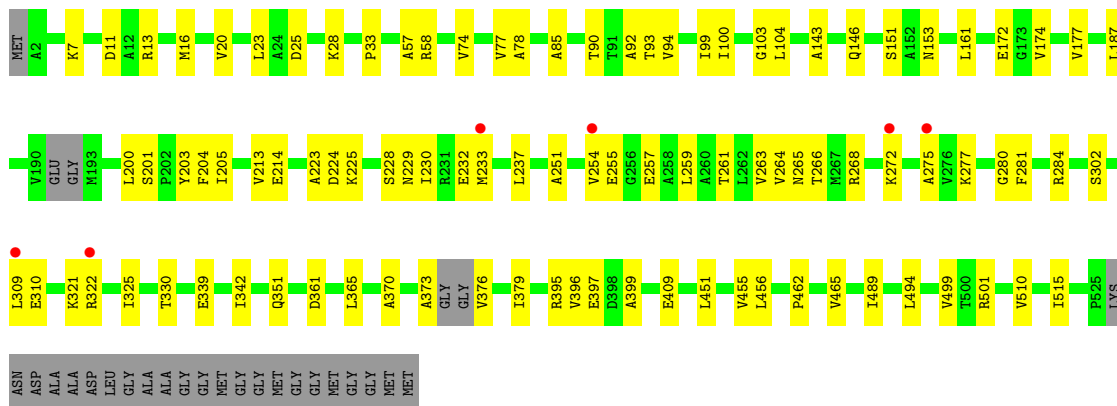 MET A2 K7 D11 A12 R13 M16 V20 L23 A24 D25 K28 P33 A57 R58 V74 V77 A78 A85 T90 T91 A92 T93 V94 I99 I100 G103 L104 A143 Q146 S151 A152 N153 L161 E172 G173 V174 V177 L187
V190 GLU GLY M193 L200 S201 P202 Y203 F204 I205 V213 E214 A223 D224 K225 S228 N229 I230 R231 E232 M233 L237 A251 V254 E255 G256 E257 A258 L259 A260 T261 L262 V263 V264 N265 T266 M267 R268 K272 A275 V276 K277 G280 F281 R284 S302
L309 E310 K321 R322 I325 T330 E339 I342 Q351 D361 L365 A370 A373 GLY GLY V376 I379 R395 V396 E397 D398 A399 E409 L451 V455 L456 P462 V465 I489 L494 V499 T500 R501 V510 I515 P525 LYS
ASN ASP ALA ALA ASP LEU GLY ALA ALA GLY GLY MET GLY GLY MET GLY GLY MET GLY GLY MET MET